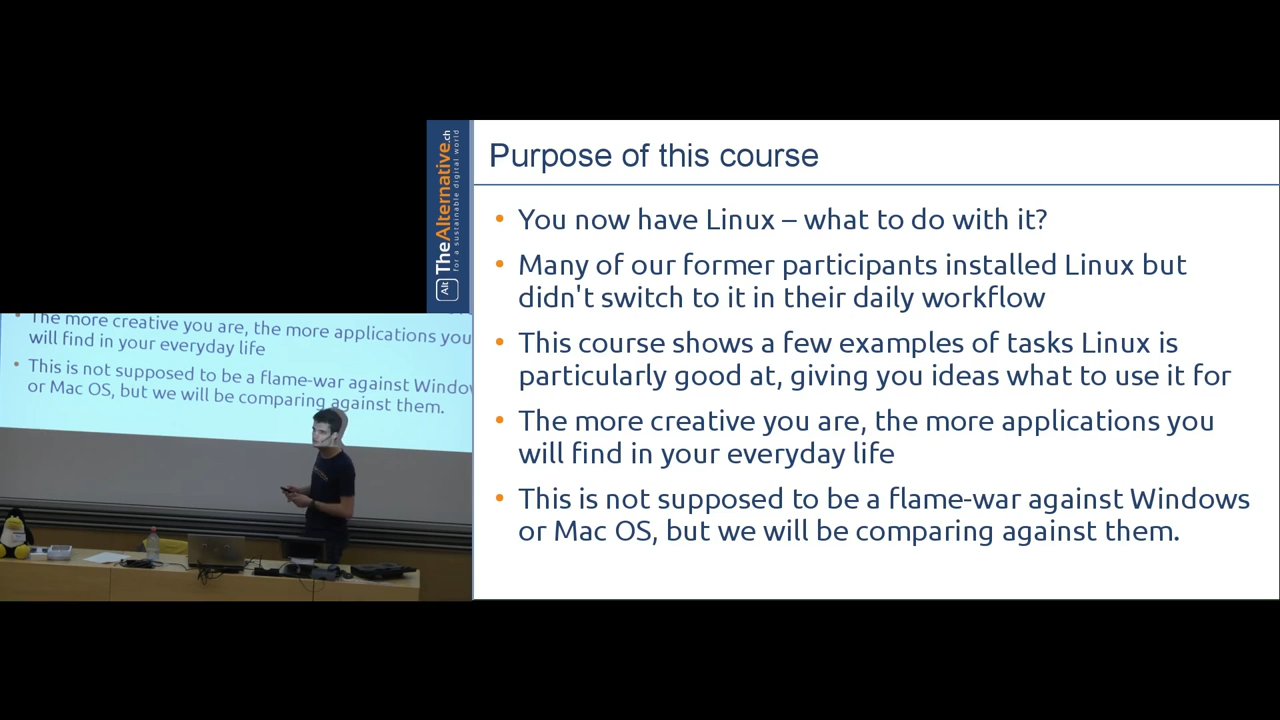 Alt TheAlternative.ch
for a sustainable digital world
Purpose of this course
• You now have Linux – what to do with it?
• Many of our former participants installed Linux but
didn't switch to it in their daily workflow
• This course shows a few examples of tasks Linux is
particularly good at, giving you ideas what to use it for
• The more creative you are, the more applications you
will find in your everyday life
• This is not supposed to be a flame-war against Windows
or Mac OS, but we will be comparing against them.
• The more creative you are, the more applications you
will find in your everyday life
• This is not supposed to be a flame-war against Window
or Mac OS, but we will be comparing against them.